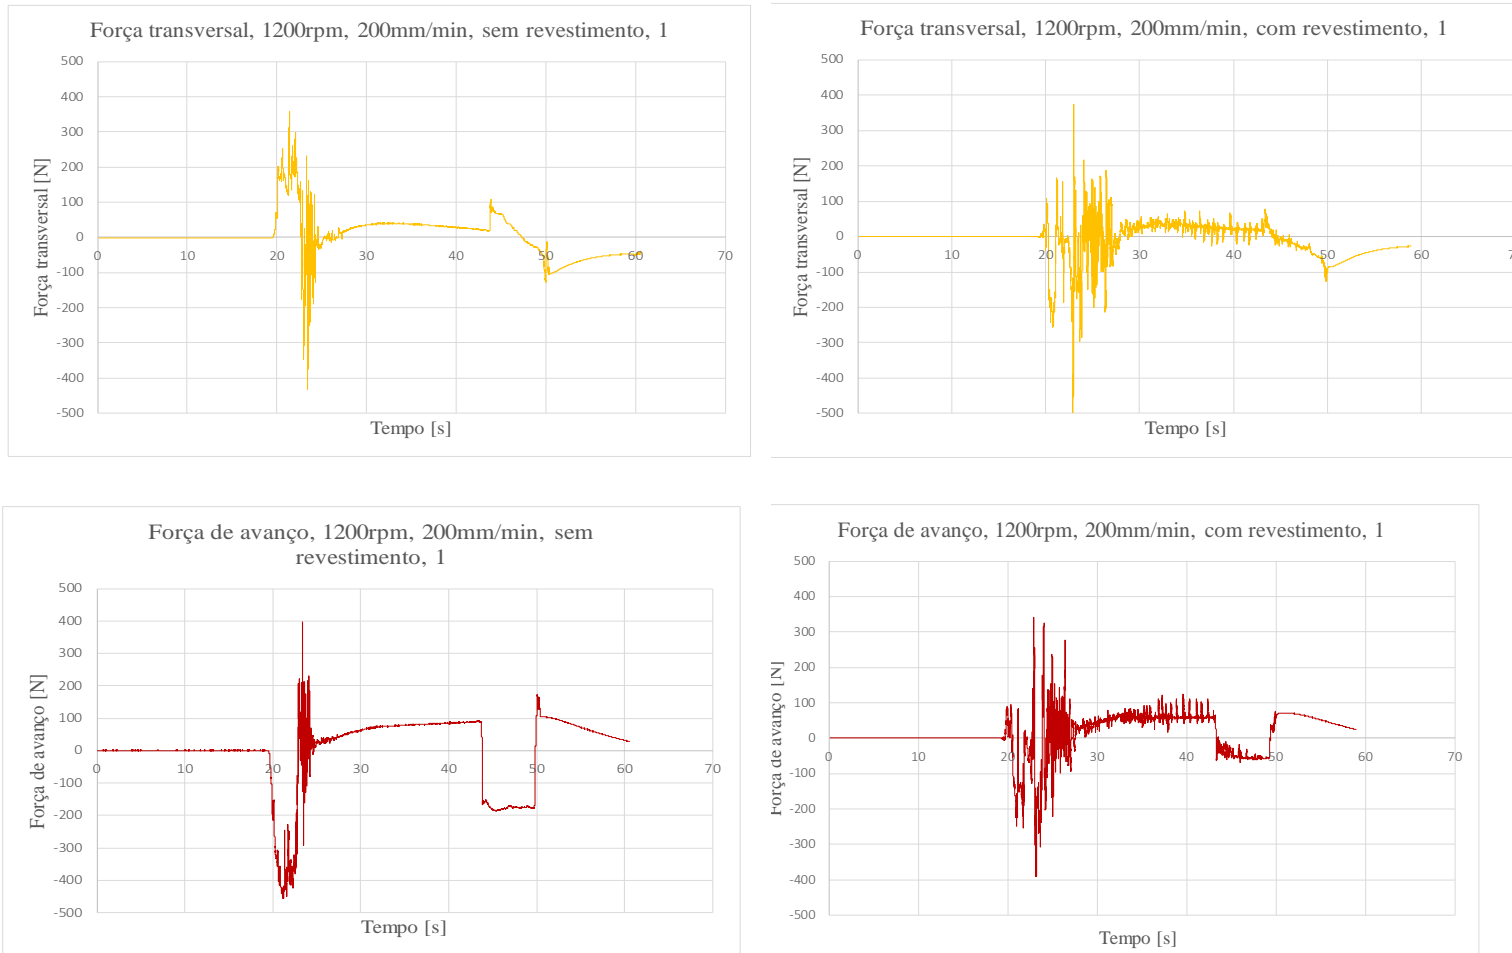 Força transversal, 1200rpm, 200mm/min, sem revestimento, 1
500
400
300
200
100
0
-100
-200
-300
-400
-500
0 10 20 30 40 50 60 70
Força transversal [N]
Tempo [s]
Força transversal, 1200rpm, 200mm/min, com revestimento, 1
500
400
300
200
100
0
-100
-200
-300
-400
-500
0 10 20 30 40 50 60 70
Força transversal [N]
Tempo [s]
Força de avanço, 1200rpm, 200mm/min, sem
revestimento, 1
500
400
300
200
100
0
-100
-200
-300
-400
-500
0 10 20 30 40 50 60 70
Força de avanço [N]
Tempo [s]
Força de avanço, 1200rpm, 200mm/min, com revestimento, 1
500
400
300
200
100
0
-100
-200
-300
-400
-500
0 10 20 30 40 50 60 70
Força de avanço [N]
Tempo [s]